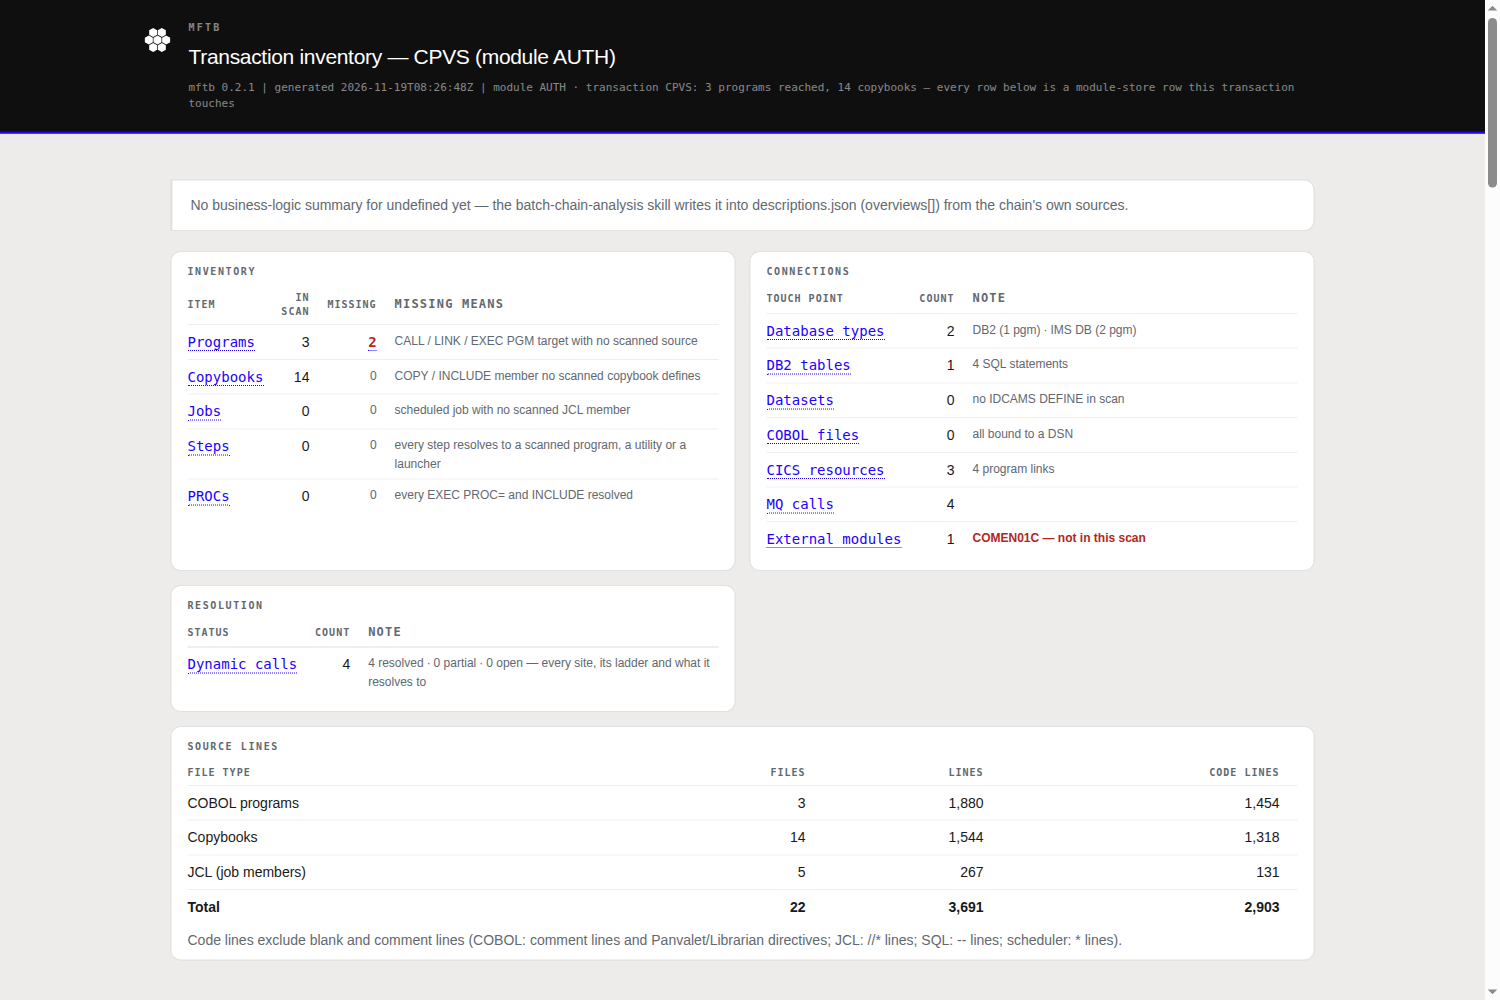 MFTB
Transaction inventory — CPVS (module AUTH)
mftb 0.2.1 | generated 2026-11-19T08:26:48Z | module AUTH · transaction CPVS: 3 programs reached, 14 copybooks — every row below is a module-store row this transaction
touches
No business-logic summary for undefined yet — the batch-chain-analysis skill writes it into descriptions.json (overviews[]) from the chain's own sources.
INVENTORY
ITEM IN SCAN MISSING MISSING MEANS
Programs 3 2 CALL / LINK / EXEC PGM target with no scanned source
Copybooks 14 0 COPY / INCLUDE member no scanned copybook defines
Jobs 0 0 scheduled job with no scanned JCL member
Steps 0 0 every step resolves to a scanned program, a utility or a
launcher
PROCs 0 0 every EXEC PROC= and INCLUDE resolved
CONNECTIONS
TOUCH POINT COUNT NOTE
Database types 2 DB2 (1 pgm) · IMS DB (2 pgm)
DB2 tables 1 4 SQL statements
Datasets 0 no IDCAMS DEFINE in scan
COBOL files 0 all bound to a DSN
CICS resources 3 4 program links
MQ calls 4
External modules 1 COMEN01C — not in this scan
RESOLUTION
STATUS COUNT NOTE
Dynamic calls 4 4 resolved · 0 partial · 0 open — every site, its ladder and what it
resolves to
SOURCE LINES
FILE TYPE FILES LINES CODE LINES
COBOL programs 3 1,880 1,454
Copybooks 14 1,544 1,318
JCL (job members) 5 267 131
Total 22 3,691 2,903
Code lines exclude blank and comment lines (COBOL: comment lines and Panvalet/Librarian directives; JCL: //* lines; SQL: -- lines; scheduler: * lines).